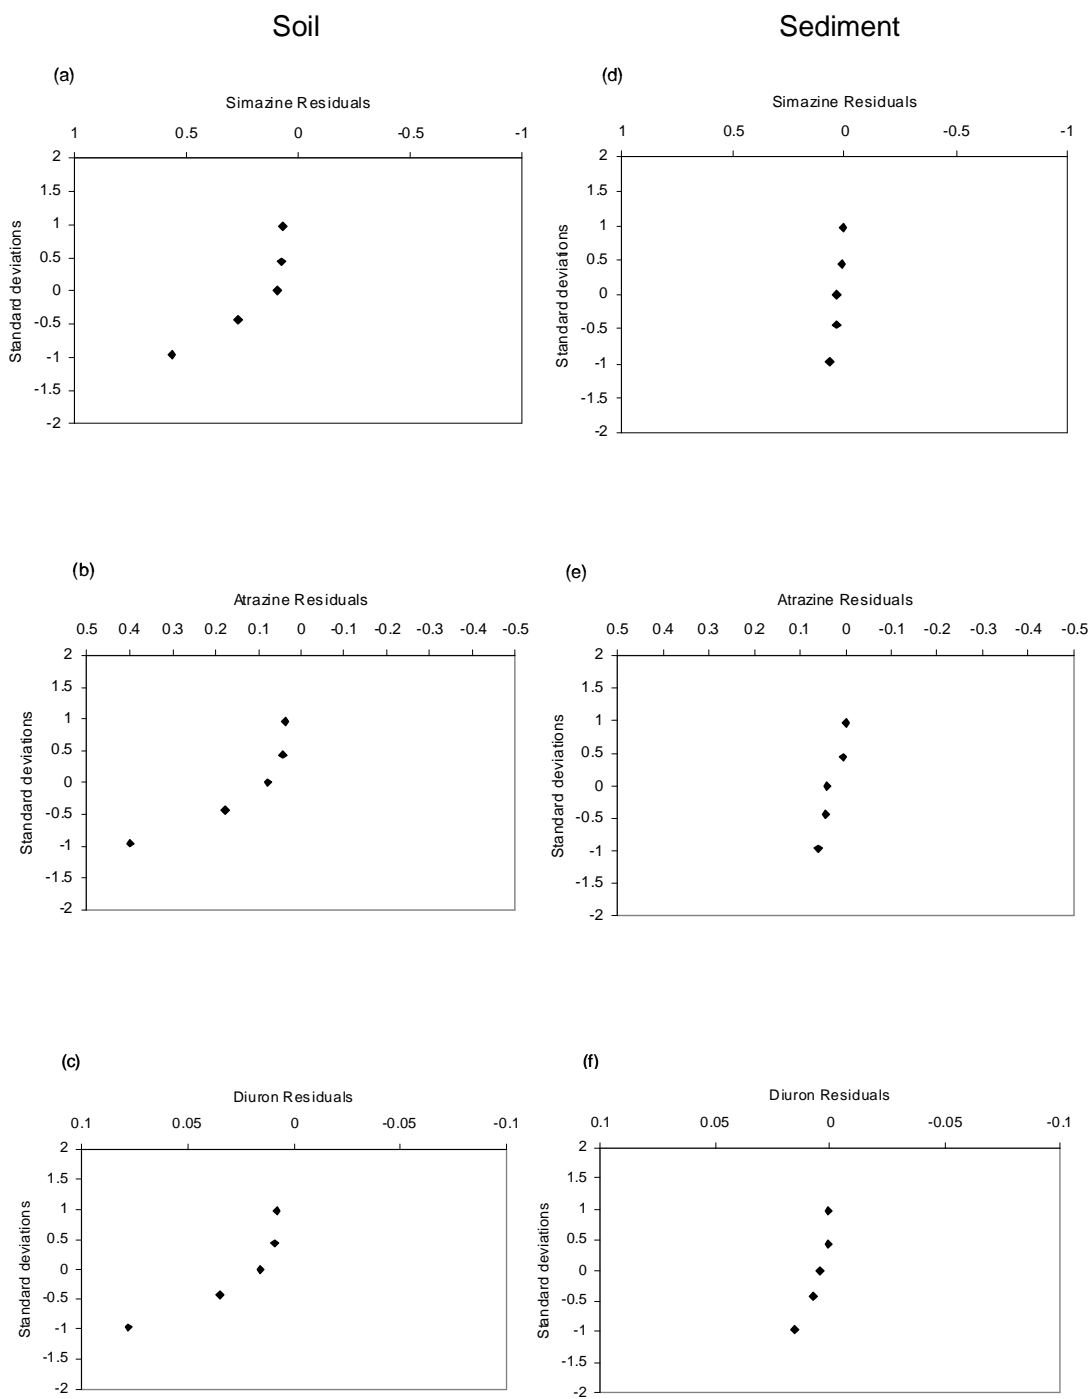 Soil
Sediment
(a)
Simazine Residuals
1 0.5 0 -0.5 -1
2
1.5
1
0.5
0
-0.5
-1
-1.5
-2
Standard deviations
(d)
Simazine Residuals
1 0.5 0 -0.5 -1
2
1.5
1
0.5
0
-0.5
-1
-1.5
-2
Standard deviations
(b)
Atrazine Residuals
0.5 0.4 0.3 0.2 0.1 0 -0.1 -0.2 -0.3 -0.4 -0.5
2
1.5
1
0.5
0
-0.5
-1
-1.5
-2
Standard deviations
(e)
Atrazine Residuals
0.5 0.4 0.3 0.2 0.1 0 -0.1 -0.2 -0.3 -0.4 -0.5
2
1.5
1
0.5
0
-0.5
-1
-1.5
-2
Standard deviations
(c)
Diuron Residuals
0.1 0.05 0 -0.05 -0.1
2
1.5
1
0.5
0
-0.5
-1
-1.5
-2
Standard deviations
(f)
Diuron Residuals
0.1 0.05 0 -0.05 -0.1
2
1.5
1
0.5
0
-0.5
-1
-1.5
-2
Standard deviations